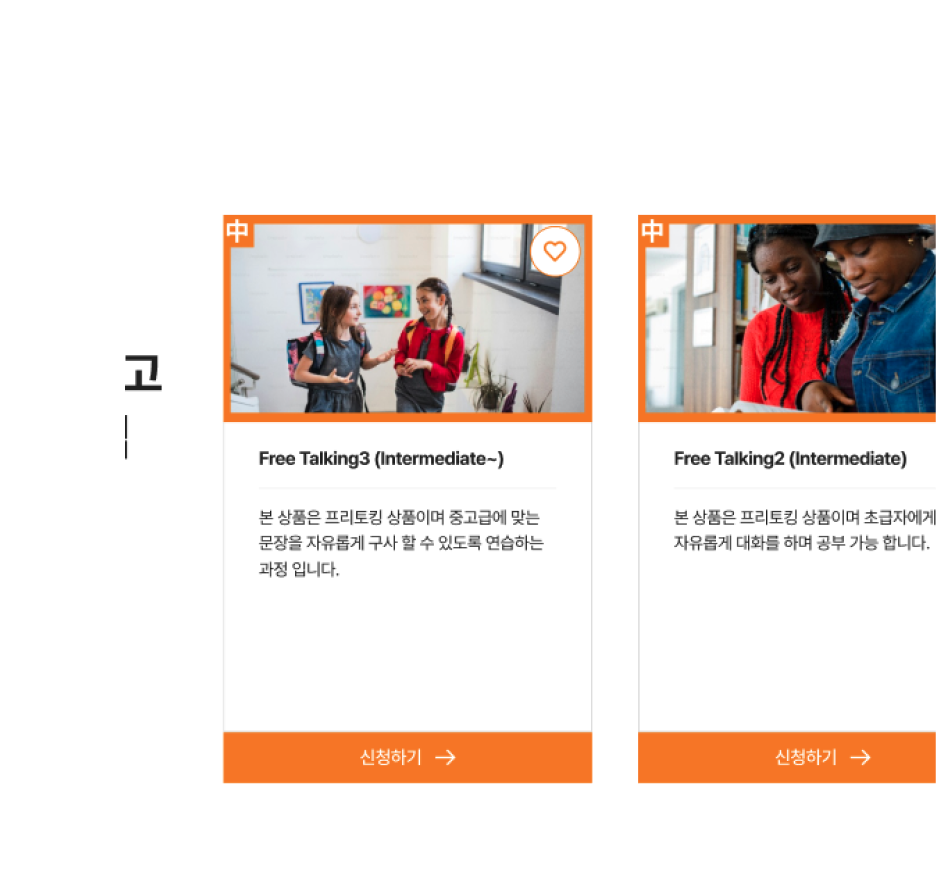 고
中
Free Talking3 (Intermediate~)
본 상품은 프리토킹 상품이며 중고급에 맞는
문장을 자유롭게 구사 할 수 있도록 연습하는
과정 입니다.
신청하기
中
Free Talking2 (Intermediate)
본 상품은 프리토킹 상품이며 초급자에게
자유롭게 대화를 하며 공부 가능 합니다.
신청하기